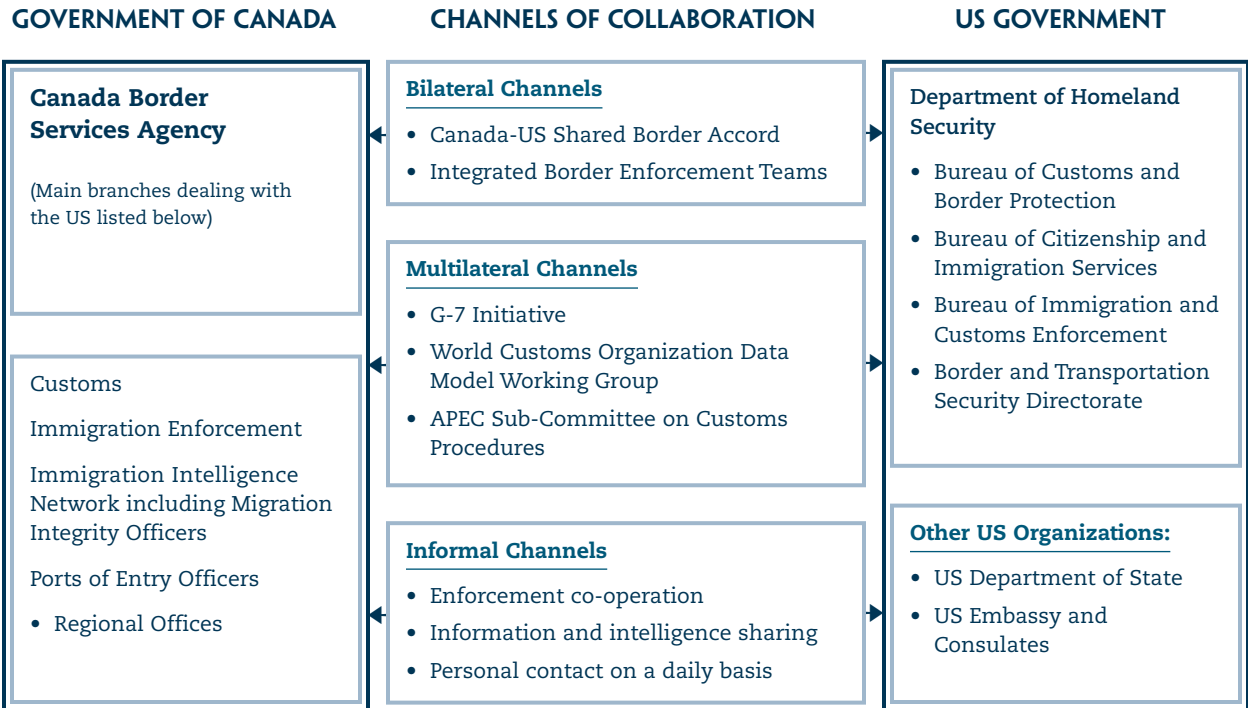 GOVERNMENT OF CANADA
CHANNELS OF COLLABORATION
US GOVERNMENT
Canada Border
Services Agency
(Main branches dealing with
the US listed below)
Customs
Immigration Enforcement
Immigration Intelligence
Network including Migration
Integrity Officers
Ports of Entry Officers
• Regional Offices
Bilateral Channels
• Canada-US Shared Border Accord
• Integrated Border Enforcement Teams
Multilateral Channels
• G-7 Initiative
• World Customs Organization Data
Model Working Group
• APEC Sub-Committee on Customs
Procedures
Informal Channels
• Enforcement co-operation
• Information and intelligence sharing
• Personal contact on a daily basis
Department of Homeland
Security
• Bureau of Customs and
Border Protection
• Bureau of Citizenship and
Immigration Services
• Bureau of Immigration and
Customs Enforcement
• Border and Transportation
Security Directorate
Other US Organizations:
• US Department of State
• US Embassy and
Consulates